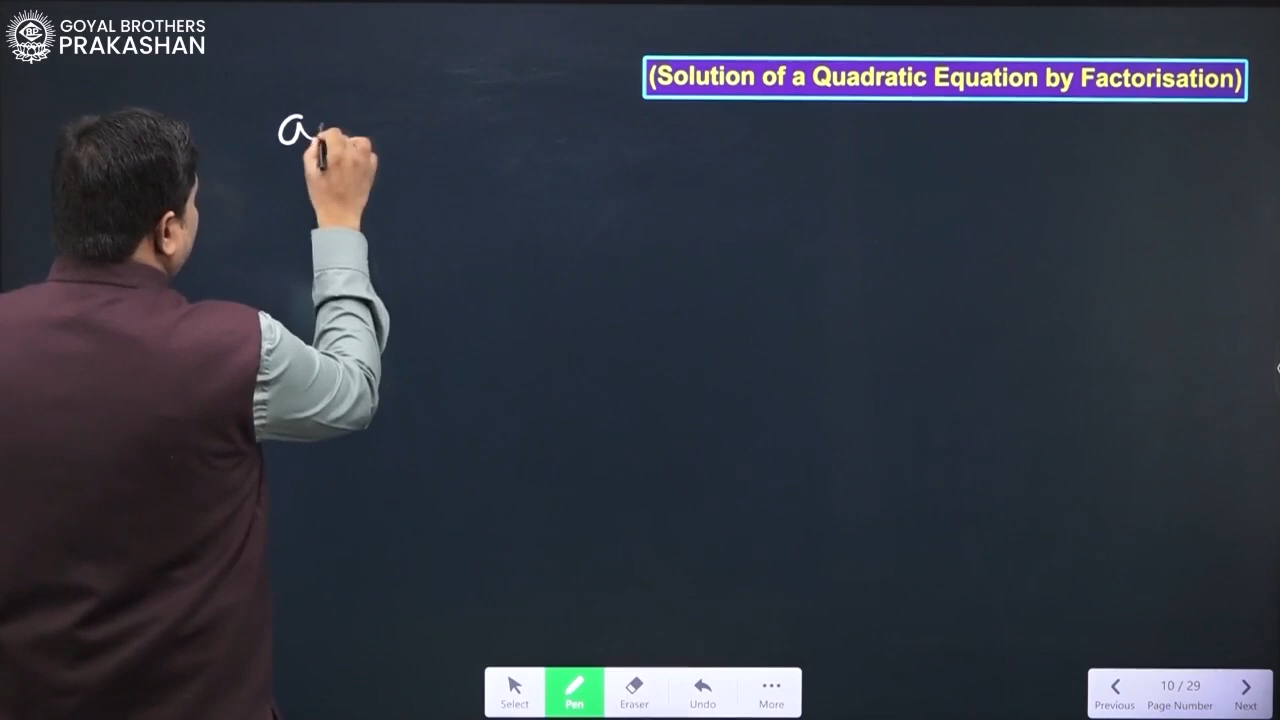 GOYAL BROTHERS
PRAKASHAN
(Solution of a Quadratic Equation by Factorisation)
a
Select
Pen
Eraser
Undo
More
Previous
10 / 29
Page Number
Next